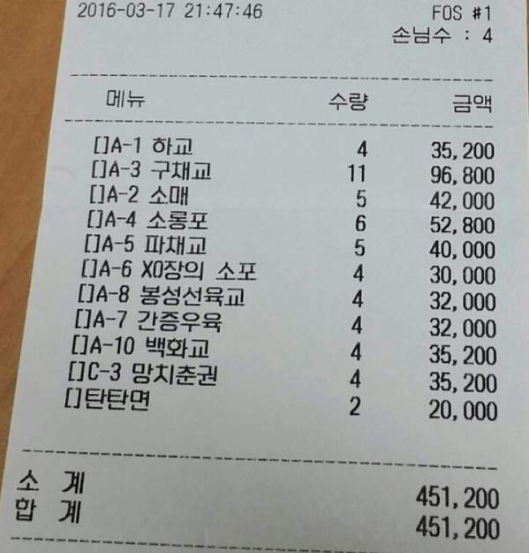 2016-03-17 21:47:46 FOS #1
손님수 : 4
메뉴 수량 금액
[]A-1 하교 4 35,200
[]A-3 구채교 11 96,800
[]A-2 소매 5 42,000
[]A-4 소롱포 6 52,800
[]A-5 파채교 5 40,000
[]A-6 XO장의 소포 4 30,000
[]A-8 봉성선육교 4 32,000
[]A-7 간증우육 4 32,000
[]A-10 백화교 4 35,200
[]C-3 망치춘권 4 35,200
[]탄탄면 2 20,000
소 계 451,200
합 계 451,200